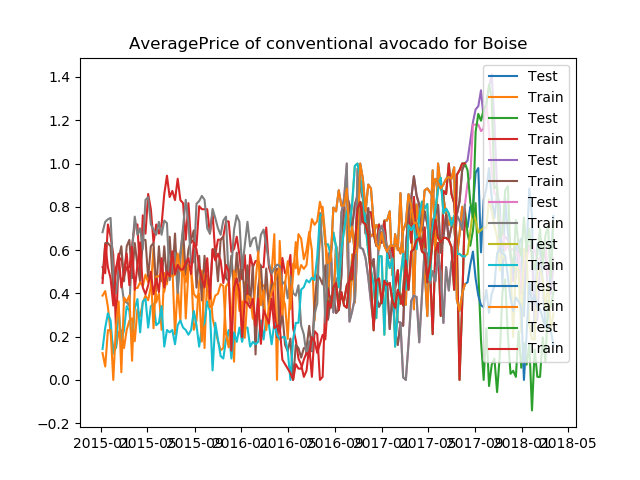 AveragePrice of conventional avocado for Boise
1.4
1.2
1.0
0.8
0.6
0.4
0.2
0.0
−0.2
2015-01 2015-05 2015-09 2016-01 2016-05 2016-09 2017-01 2017-05 2017-09 2018-01 2018-05
Test
Train
Test
Train
Test
Train
Test
Train
Test
Train
Test
Train
Test
Train